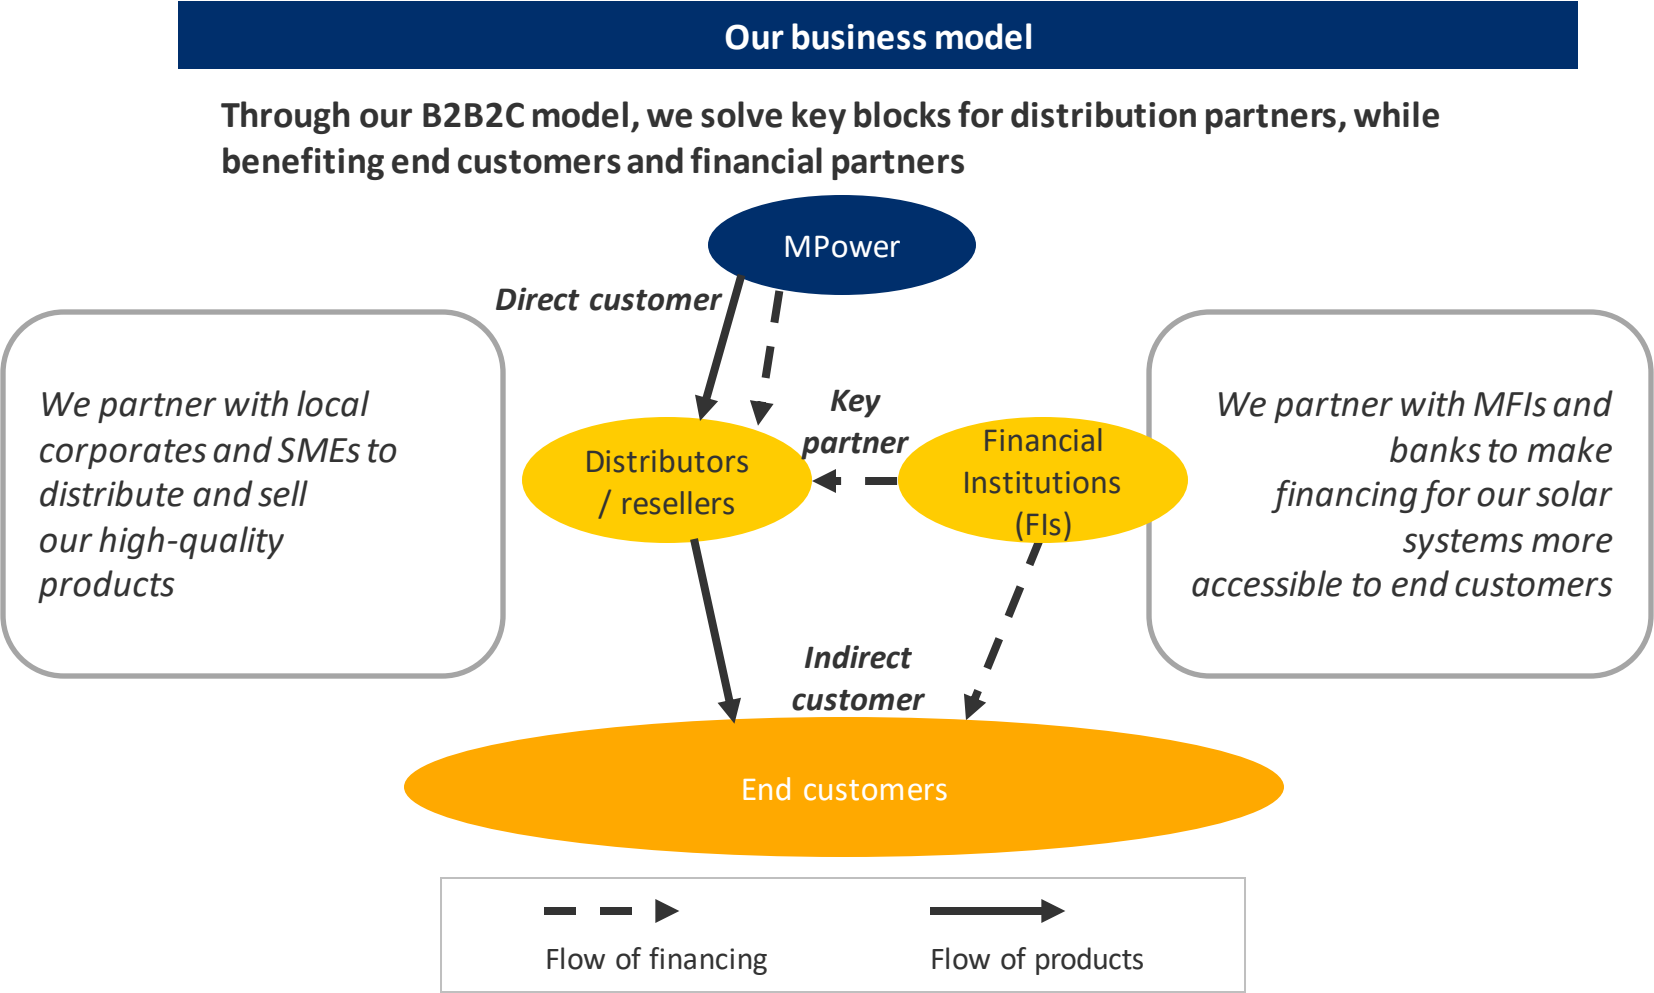 Our business model
Through our B2B2C model, we solve key blocks for distribution partners, while
benefiting end customers and financial partners
MPower
Direct customer
We partner with local
corporates and SMEs to
distribute and sell
our high-quality
products
Key
partner
Distributors
/ resellers
Financial
Institutions
(FIs)
We partner with MFIs and
banks to make
financing for our solar
systems more
accessible to end customers
Indirect
customer
End customers
Flow of financing
Flow of products